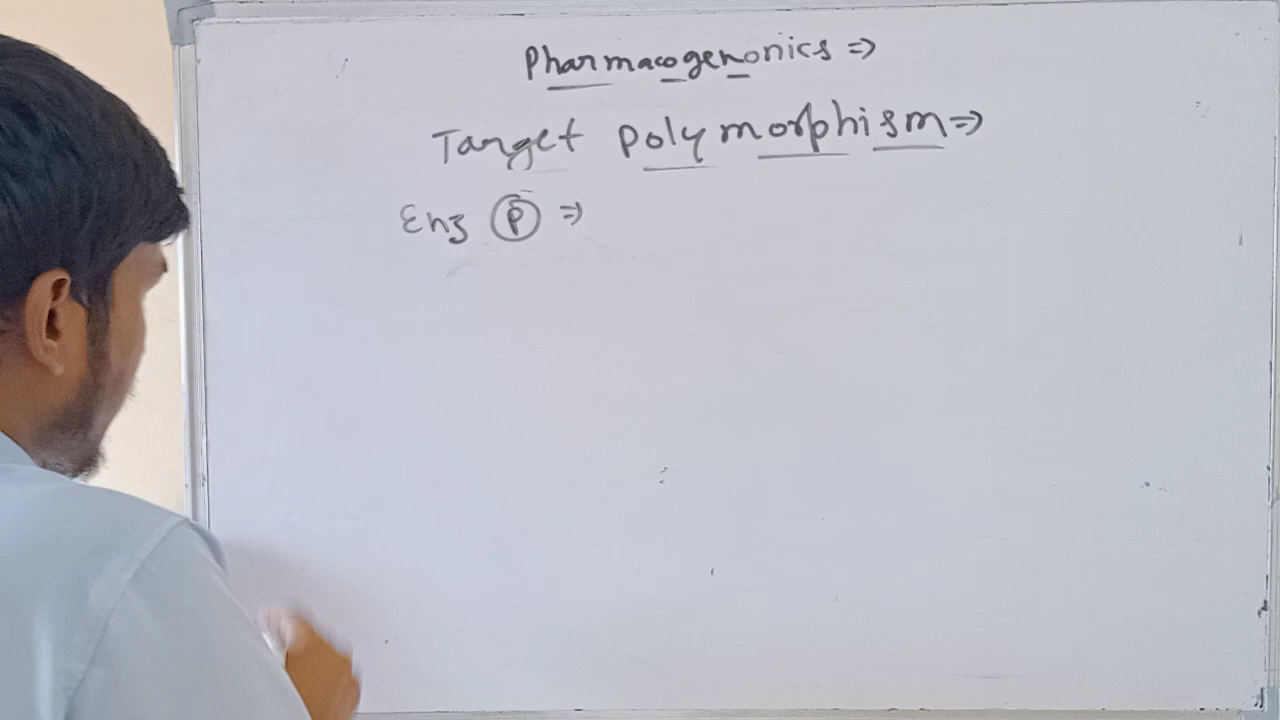 Pharmacogenonics ⇒
Target polymorphism ⇒
Enz Ⓟ ⇒